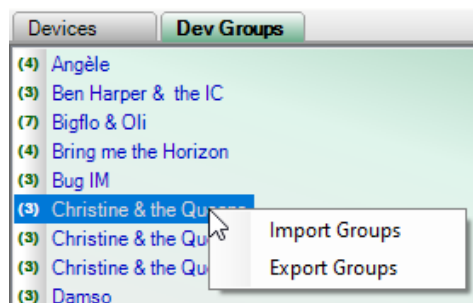 Devices
Dev Groups
(4) Angèle
(3) Ben Harper & the IC
(7) Bigflo & Oli
(4) Bring me the Horizon
(3) Bug IM
(3) Christine & the Queens
(3) Christine & the Qu
(3) Christine & the Qu
(3) Damso
Import Groups
Export Groups